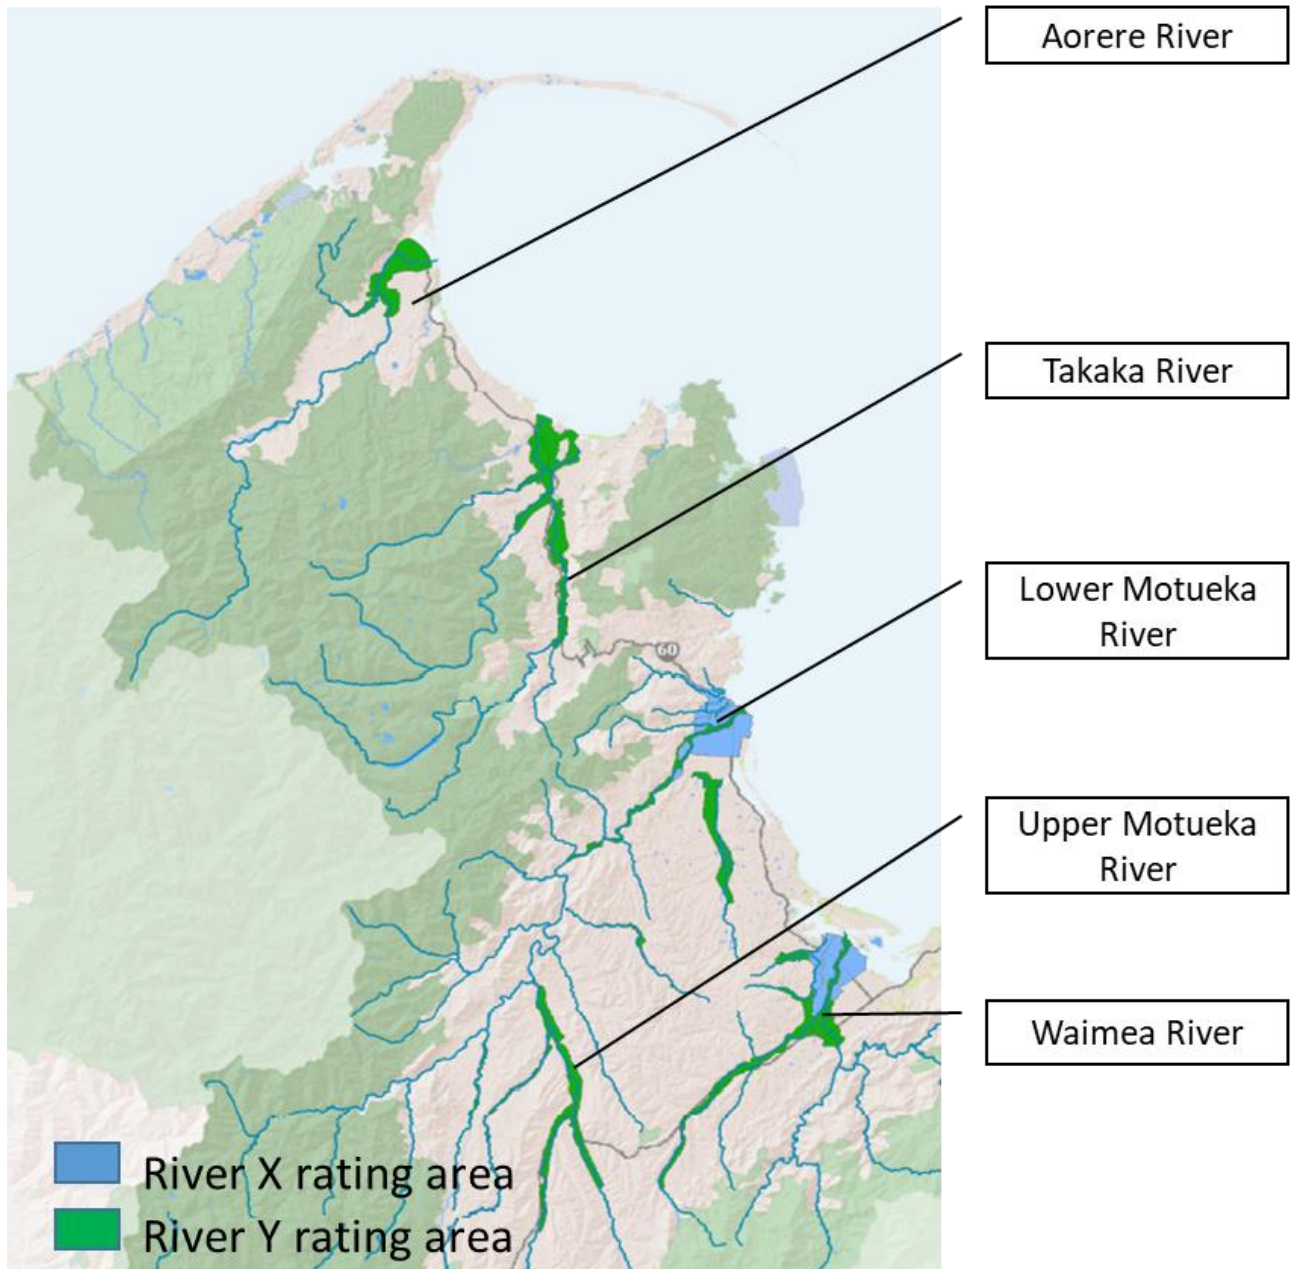 Aorere River
Takaka River
Lower Motueka
River
60
Upper Motueka
River
Waimea River
River X rating area
River Y rating area